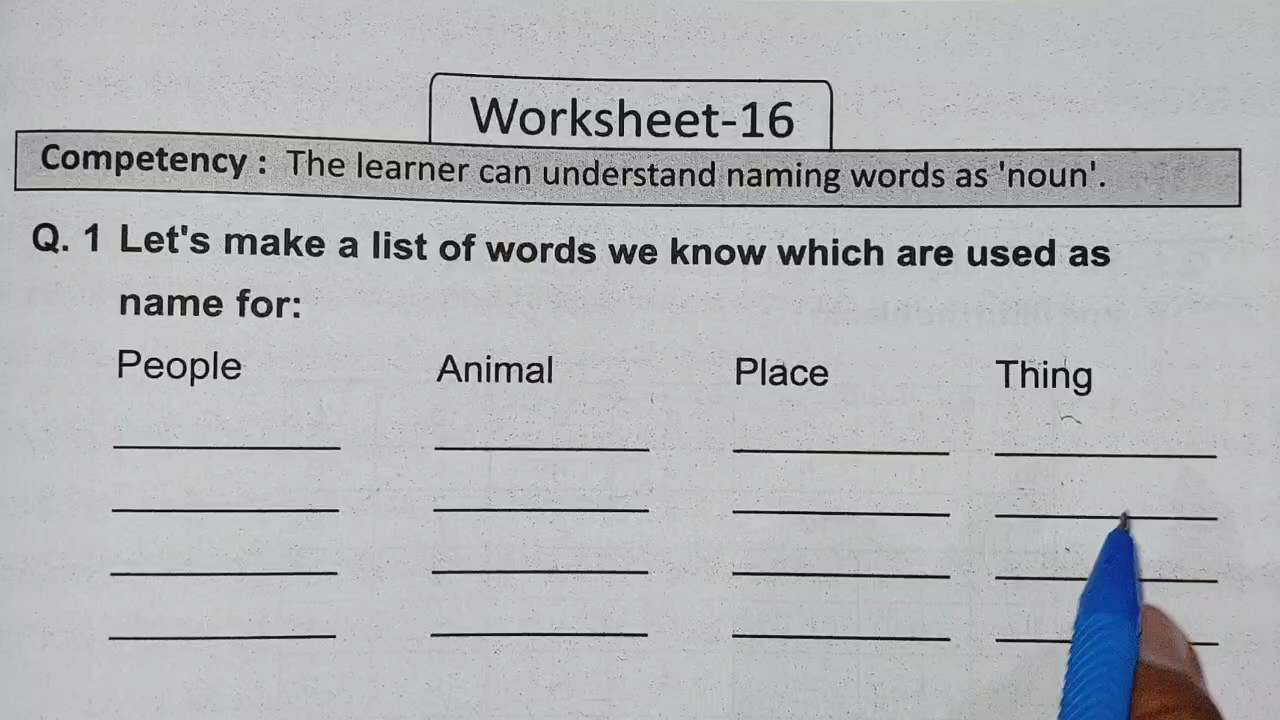 Worksheet-16
Competency : The learner can understand naming words as 'noun'.
Q. 1 Let's make a list of words we know which are used as
name for:
People Animal Place Thing